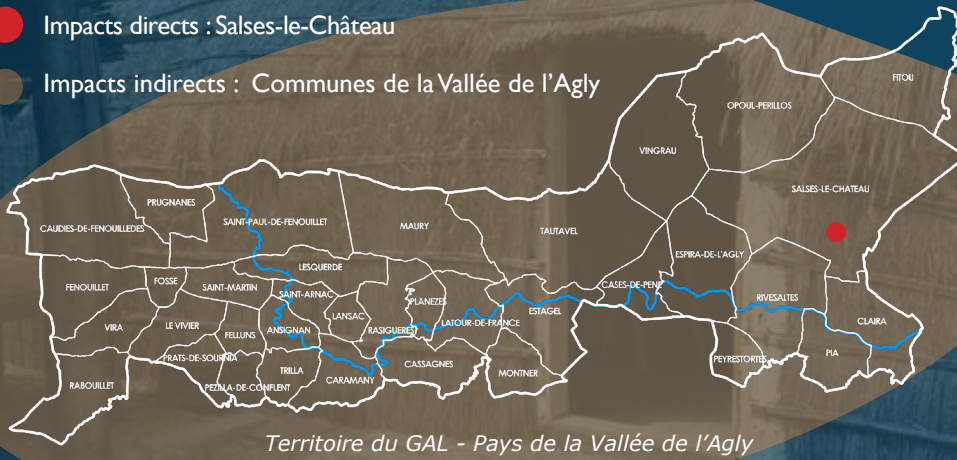 Impacts directs : Salses-le-Château
Impacts indirects : Communes de la Vallée de l'Agly
FITOU
OPOUL-PERILLOS
VINGRAU
SALSES-LE-CHATEAU
PRUGNANES
CAUDIES-DE-FENOUILLEDES
SAINT-PAUL-DE-FENOUILLET
MAURY
TAUTAVEL
ESPIRA-DE-L'AGLY
LESQUERDE
FOSSE
FENOUILLET
SAINT-MARTIN
SAINT-ARNAC
CASES-DE-PENE
RIVESALTES
PLANEZES
LANSAC
ESTAGEL
CLAIRA
VIRA
LE VIVIER
FELLUNS
ANSIGNAN
RASIGUERES
LATOUR-DE-FRANCE
PIA
PRATS-DE-SOURNIA
PEYRESTORTES
CASSAGNES
TRILLA
MONTNER
RABOUILLET
PEZILLA-DE-CONFLENT
CARAMANY
Territoire du GAL - Pays de la Vallée de l'Agly